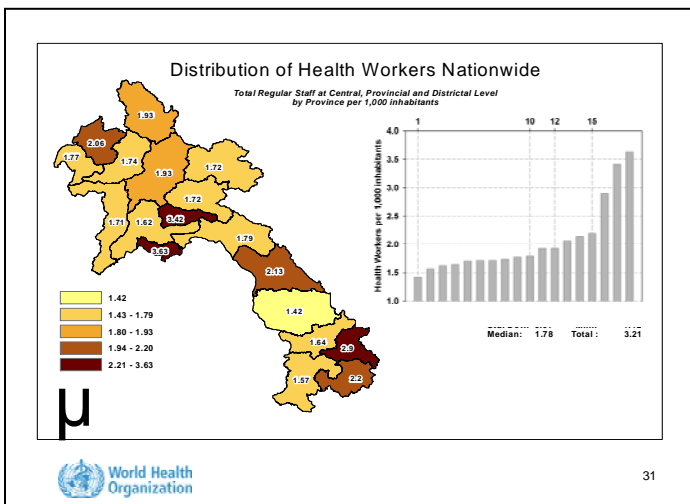 Distribution of Health Workers Nationwide
Total Regular Staff at Central, Provincial and Districtal Level
by Province per 1,000 inhabitants
1.93
2.06
1.77
1.74
1.93
1.72
1.72
1.71
1.62
3.42
3.63
1.79
2.13
1.42
1.64
2.9
1.57
2.2
1.42
1.43 - 1.79
1.80 - 1.93
1.94 - 2.20
2.21 - 3.63
µ
1 10 12 15
Health Workers per 1,000 inhabitants
4.0
3.5
3.0
2.5
2.0
1.5
1.0
Median: 1.78 Total : 3.21
World Health
Organization
31